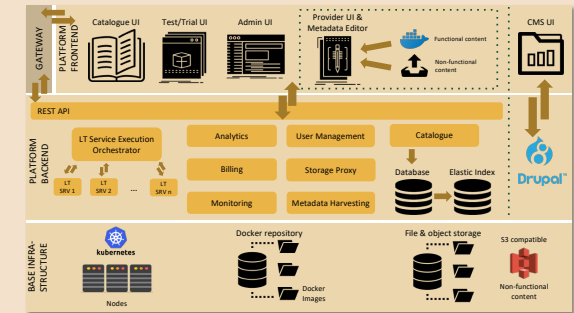 GATEWAY
PLATFORM
FRONTEND
Catalogue UI
Test/Trial UI
Admin UI
Provider UI &
Metadata Editor
Functional content
Non-functional
content
CMS UI
REST API
PLATFORM
BACKEND
LT Service Execution
Orchestrator
LT
SRV 1
LT
SRV 2
...
LT
SRV n
Analytics
User Management
Catalogue
Billing
Storage Proxy
Monitoring
Metadata Harvesting
Database
Elastic Index
Drupal™
BASE INFRA-
STRUCTURE
kubernetes
Nodes
Docker repository
Docker
Images
File & object storage
S3 compatible
Non-functional
content